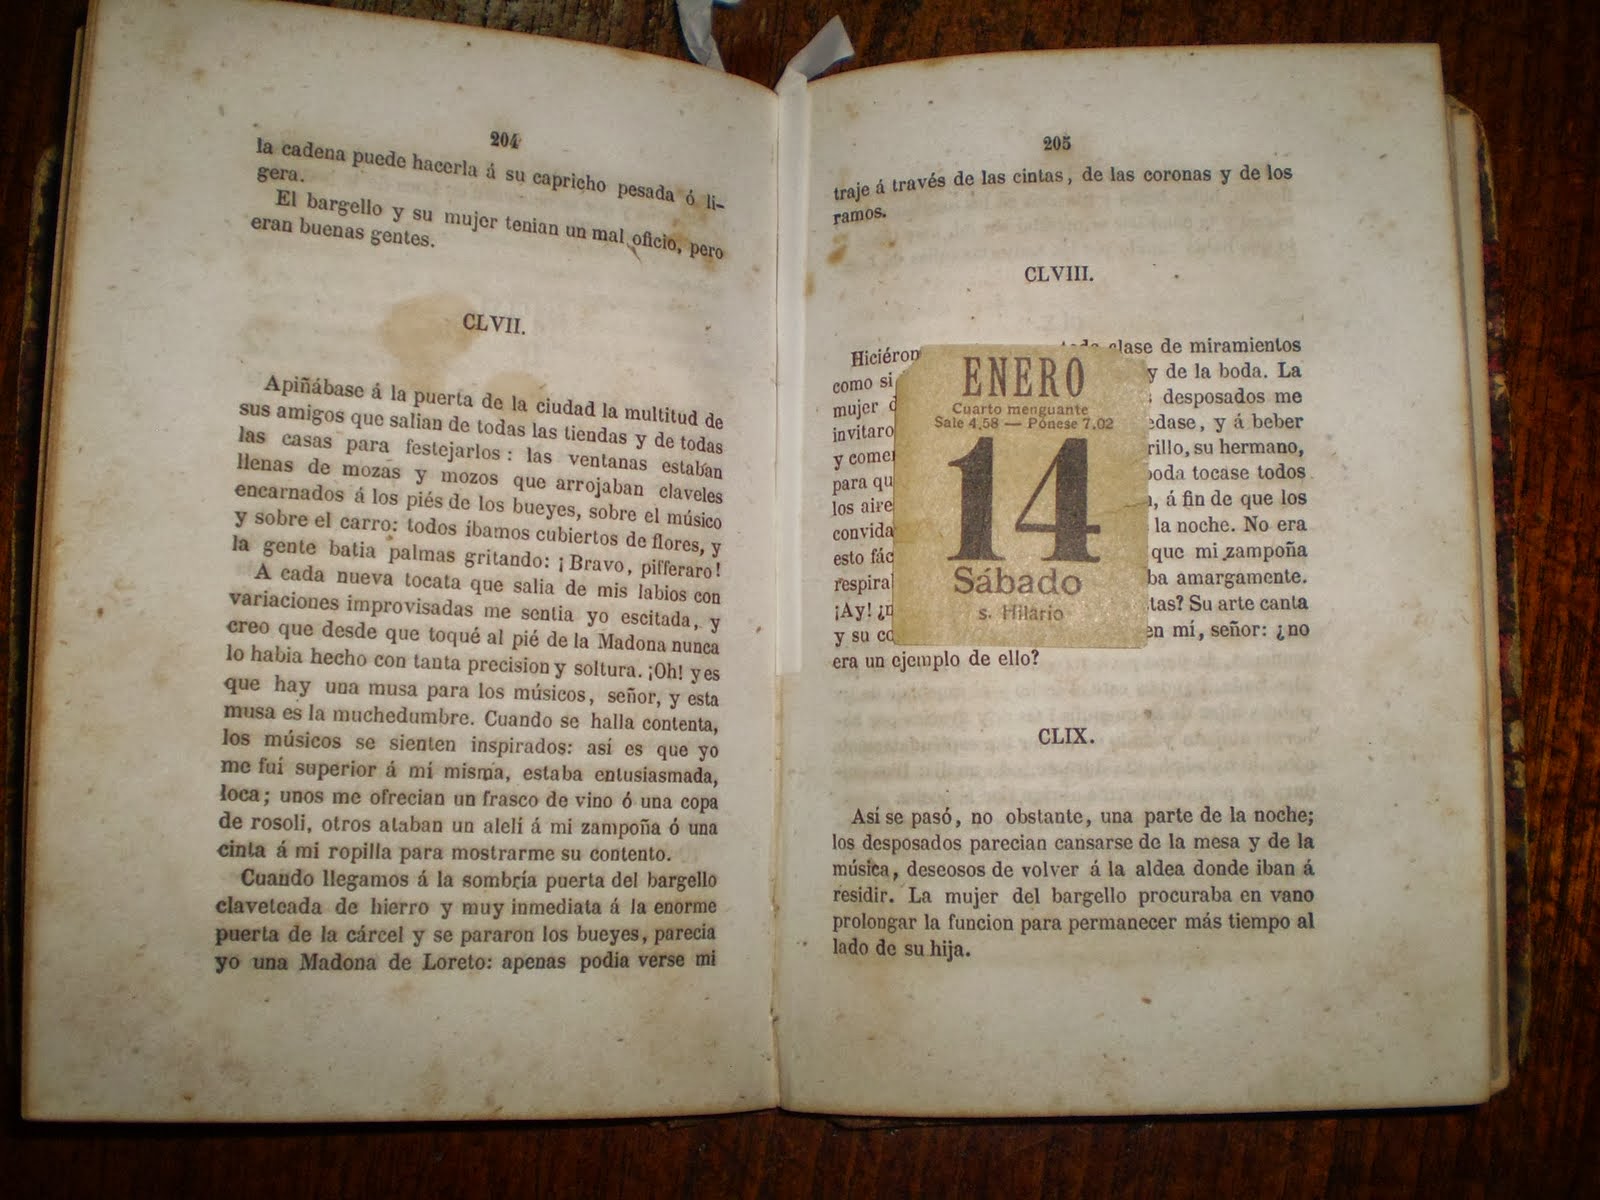 204
la cadena puede hacerla á su capricho pesada ó li-
gera.
El bargello y su mujer tenian un mal oficio, pero
eran buenas gentes.
CLVII.
Apiñábase á la puerta de la ciudad la multitud de
sus amigos que salian de todas las tiendas y de todas
las casas para festejarlos: las ventanas estaban
llenas de mozas y mozos que arrojaban claveles
encarnados á los piés de los bueyes, sobre el músico
y sobre el carro: todos íbamos cubiertos de flores, y
la gente batia palmas gritando: ¡Bravo, pifferaro!
A cada nueva tocata que salia de mis labios con
variaciones improvisadas me sentia yo escitada, y
creo que desde que toqué al pié de la Madona nunca
lo habia hecho con tanta precision y soltura. ¡Oh! yes
que hay una musa para los músicos, señor, y esta
musa es la muchedumbre. Cuando se halla contenta,
los músicos se sienten inspirados: así es que yo
me fuí superior á mí misma, estaba entusiasmada,
loca; unos me ofrecian un frasco de vino ó una copa
de rosoli, otros ataban un alelí á mi zampoña ó una
cinta á mi ropilla para mostrarme su contento.
Cuando llegamos á la sombría puerta del bargello
claveteada de hierro y muy inmediata á la enorme
puerta de la cárcel y se pararon los bueyes, parecia
yo una Madona de Loreto: apenas podia verse mi
205
traje á través de las cintas, de las coronas y de los
ramos.
CLVIII.
Hiciéron clase de miramientos
como si y de la boda. La
mujer desposados me
invitaro edase, y á beber
y comer rillo, su hermano,
para qu boda tocase todos
los aire á fin de que los
convida la noche. No era
esto fác que mi zampoña
respiral ba amargamente.
¡Ay! stas? Su arte canta
y su co en mí, señor: ¿no
era un ejemplo de ello?
ENERO
Cuarto menguante
Sale 4,58 — Pónese 7,02
14
Sábado
s. Hilario
CLIX.
Así se pasó, no obstante, una parte de la noche;
los desposados parecian cansarse de la mesa y de la
música, deseosos de volver á la aldea donde iban á
residir. La mujer del bargello procuraba en vano
prolongar la funcion para permanecer más tiempo al
lado de su hija.